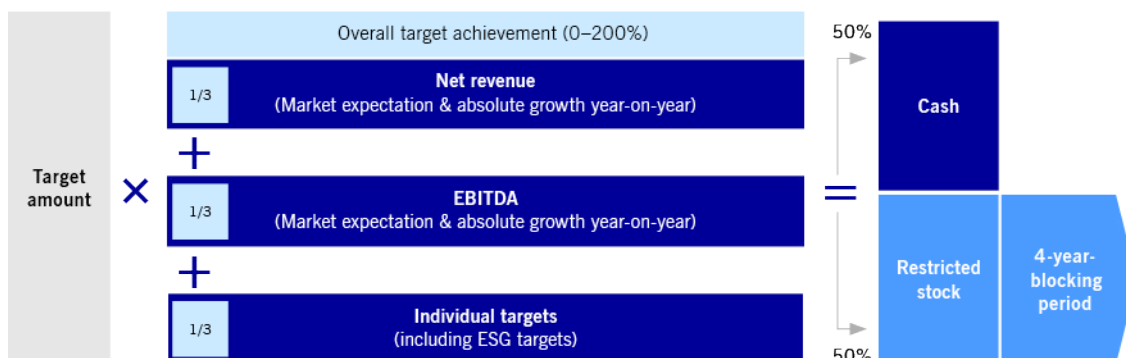 Overall target achievement (0–200%)
50%
1/3
Net revenue
(Market expectation & absolute growth year-on-year)
Cash
+
Target
amount
×
1/3
EBITDA
(Market expectation & absolute growth year-on-year)
=
+
Restricted
stock
4-year-
blocking
period
1/3
Individual targets
(including ESG targets)
50%